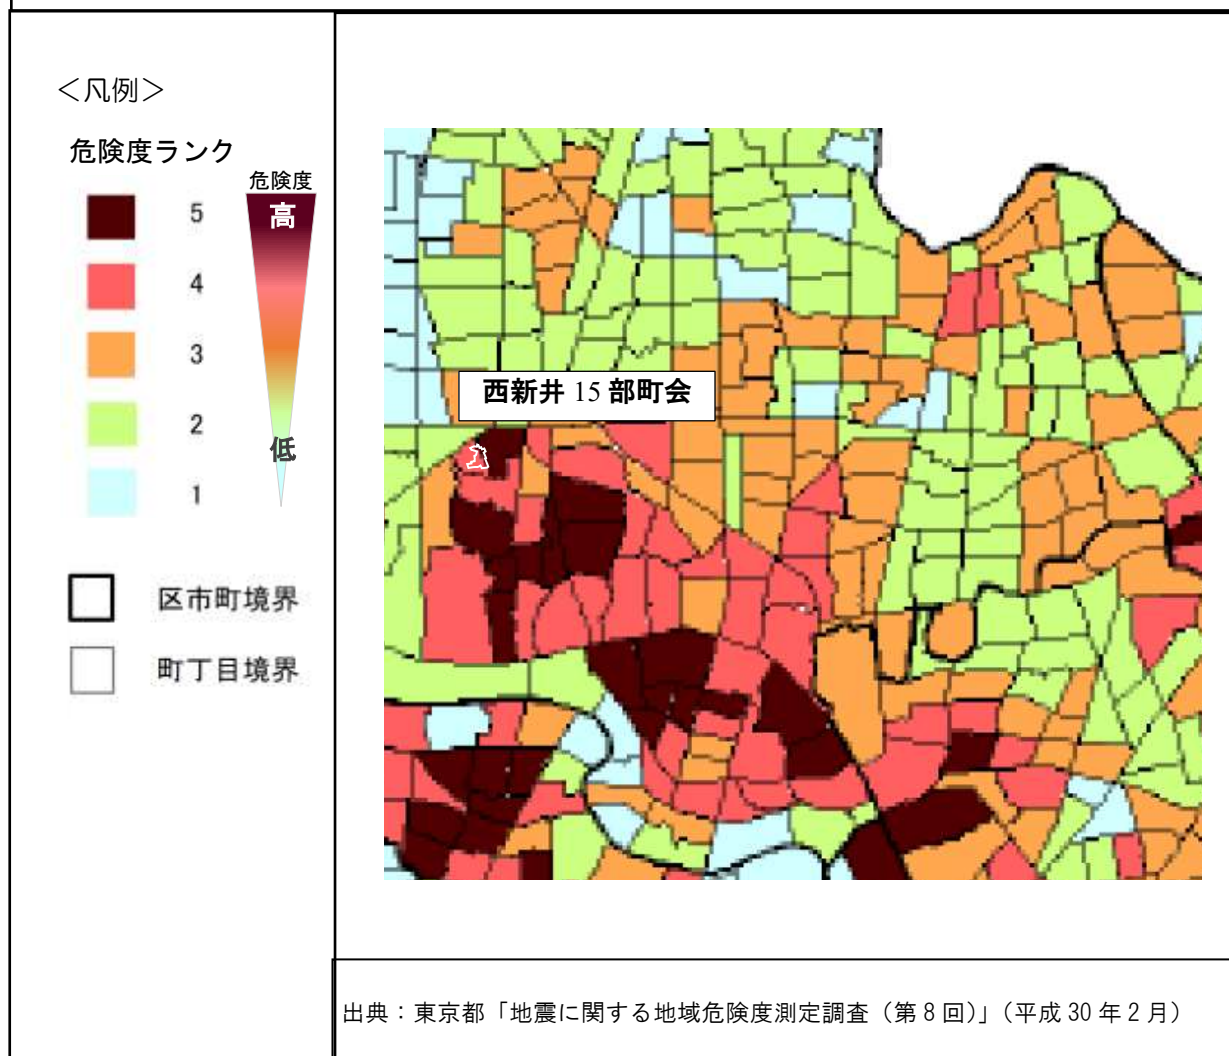 ＜凡例＞
危険度ランク
危険度
高
5
4
3
2
低
1
区市町境界
町丁目境界
西新井 15 部町会
出典：東京都「地震に関する地域危険度測定調査（第８回)」（平成 30 年２月）